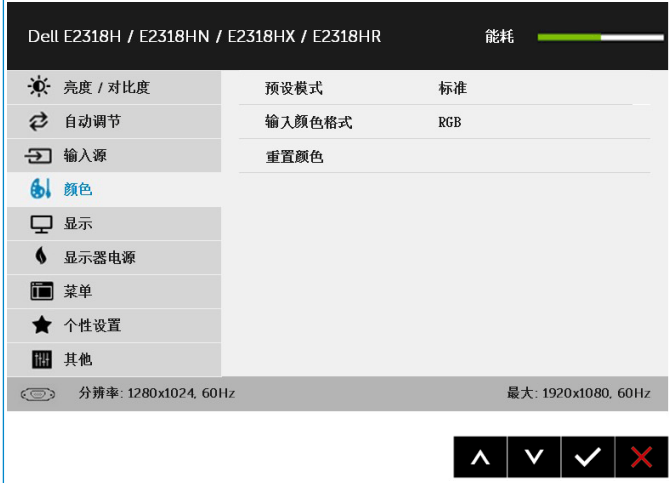 Dell E2318H / E2318HN / E2318HX / E2318HR 能耗
亮度 / 对比度 预设模式 标准
自动调节 输入颜色格式 RGB
输入源 重置颜色
颜色
显示
显示器电源
菜单
个性设置
其他
分辨率: 1280x1024, 60Hz 最大: 1920x1080, 60Hz